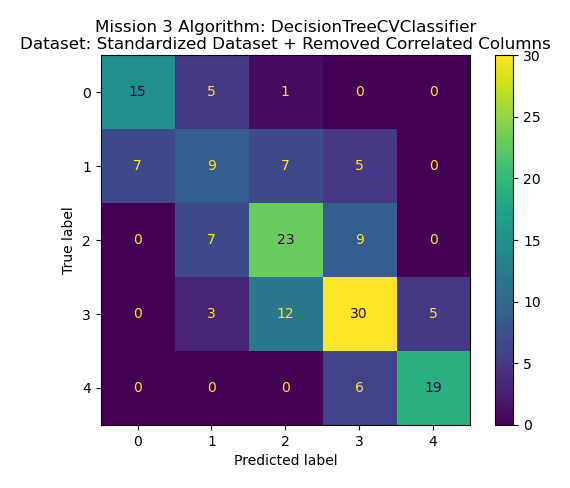 Mission 3 Algorithm: DecisionTreeCVClassifier
Dataset: Standardized Dataset + Removed Correlated Columns
0 15 5 1 0 0
1 7 9 7 5 0
2 0 7 23 9 0
3 0 3 12 30 5
4 0 0 0 6 19
0 1 2 3 4
True label
Predicted label
30
25
20
15
10
5
0